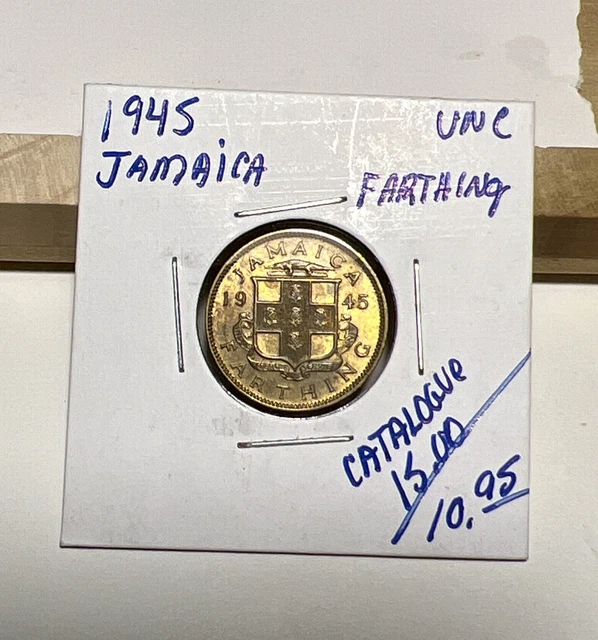 1945 UNC
JAMAICA FARTHING
JAMAICA
19 45
FARTHING
CATALOGUE
15.00
10.95